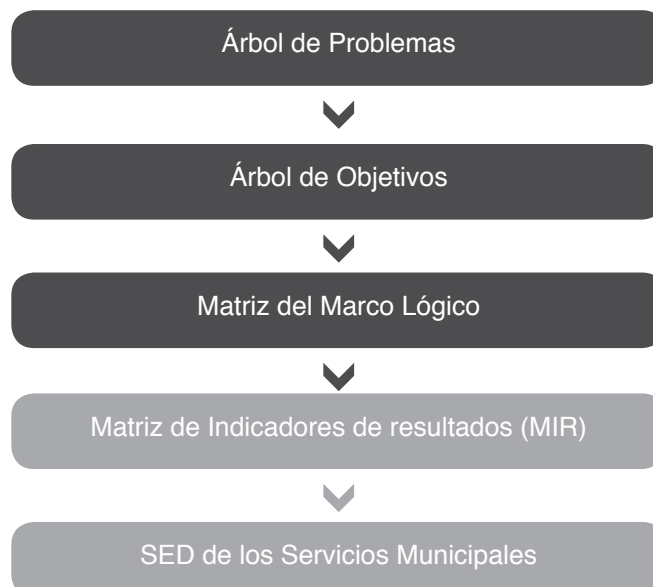 Árbol de Problemas
Árbol de Objetivos
Matriz del Marco Lógico
Matriz de Indicadores de resultados (MIR)
SED de los Servicios Municipales